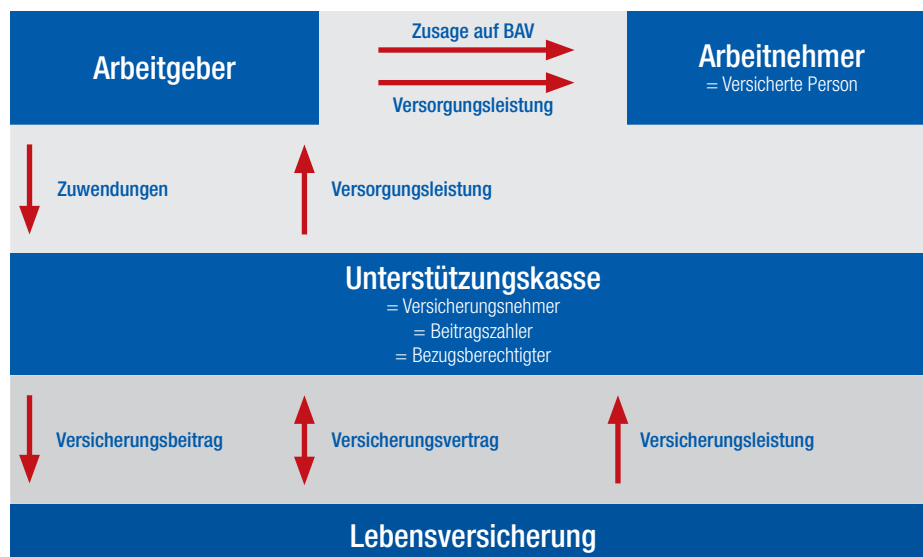 Arbeitgeber
Zusage auf BAV
Versorgungsleistung
Arbeitnehmer
= Versicherte Person
Zuwendungen
Versorgungsleistung
Unterstützungskasse
= Versicherungsnehmer
= Beitragszahler
= Bezugsberechtigter
Versicherungsbeitrag
Versicherungsvertrag
Versicherungsleistung
Lebensversicherung